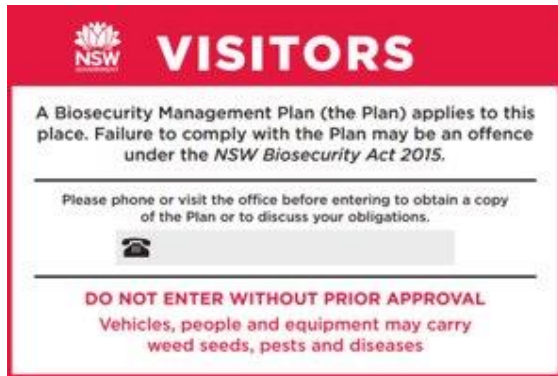 NSW
GOVERNMENT
VISITORS
A Biosecurity Management Plan (the Plan) applies to this
place. Failure to comply with the Plan may be an offence
under the NSW Biosecurity Act 2015.
Please phone or visit the office before entering to obtain a copy
of the Plan or to discuss your obligations.
DO NOT ENTER WITHOUT PRIOR APPROVAL
Vehicles, people and equipment may carry
weed seeds, pests and diseases